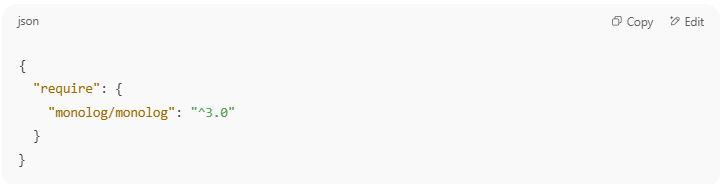 json Copy Edit
{
  "require": {
    "monolog/monolog": "^3.0"
  }
}